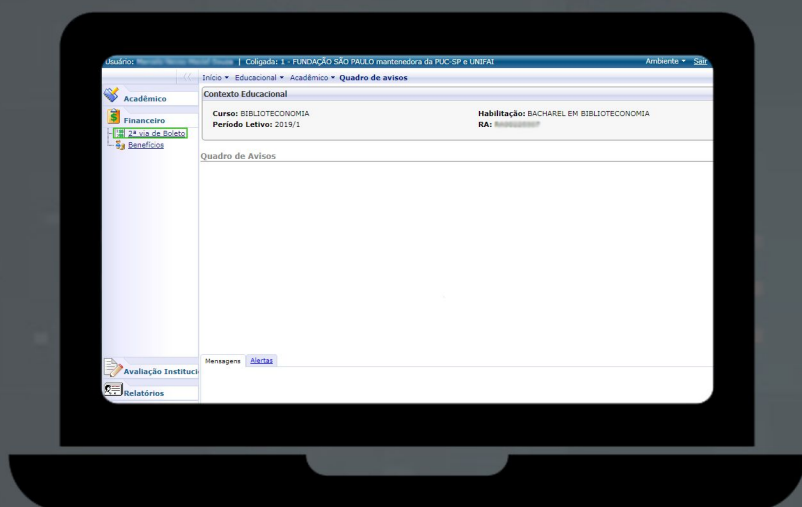 Usuário: | Coligada: 1 - FUNDAÇÃO SÃO PAULO mantenedora da PUC-SP e UNIFAI Ambiente Sair
Início Educacional Acadêmico Quadro de avisos
Acadêmico
Financeiro
2ª via de Boleto
Benefícios
Contexto Educacional
Curso: BIBLIOTECONOMIA Habilitação: BACHAREL EM BIBLIOTECONOMIA
Período Letivo: 2019/1 RA:
Quadro de Avisos
Mensagens Alertas
Avaliação Instituci
Relatórios